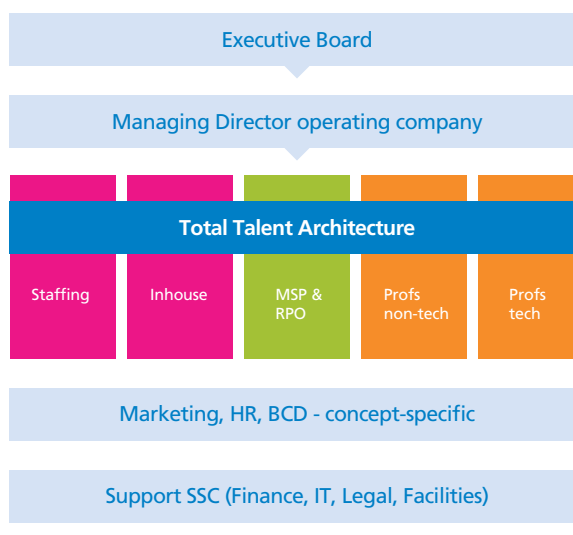 Executive Board
Managing Director operating company
Total Talent Architecture
Staffing
Inhouse
MSP &
RPO
Profs
non-tech
Profs
tech
Marketing, HR, BCD - concept-specific
Support SSC (Finance, IT, Legal, Facilities)